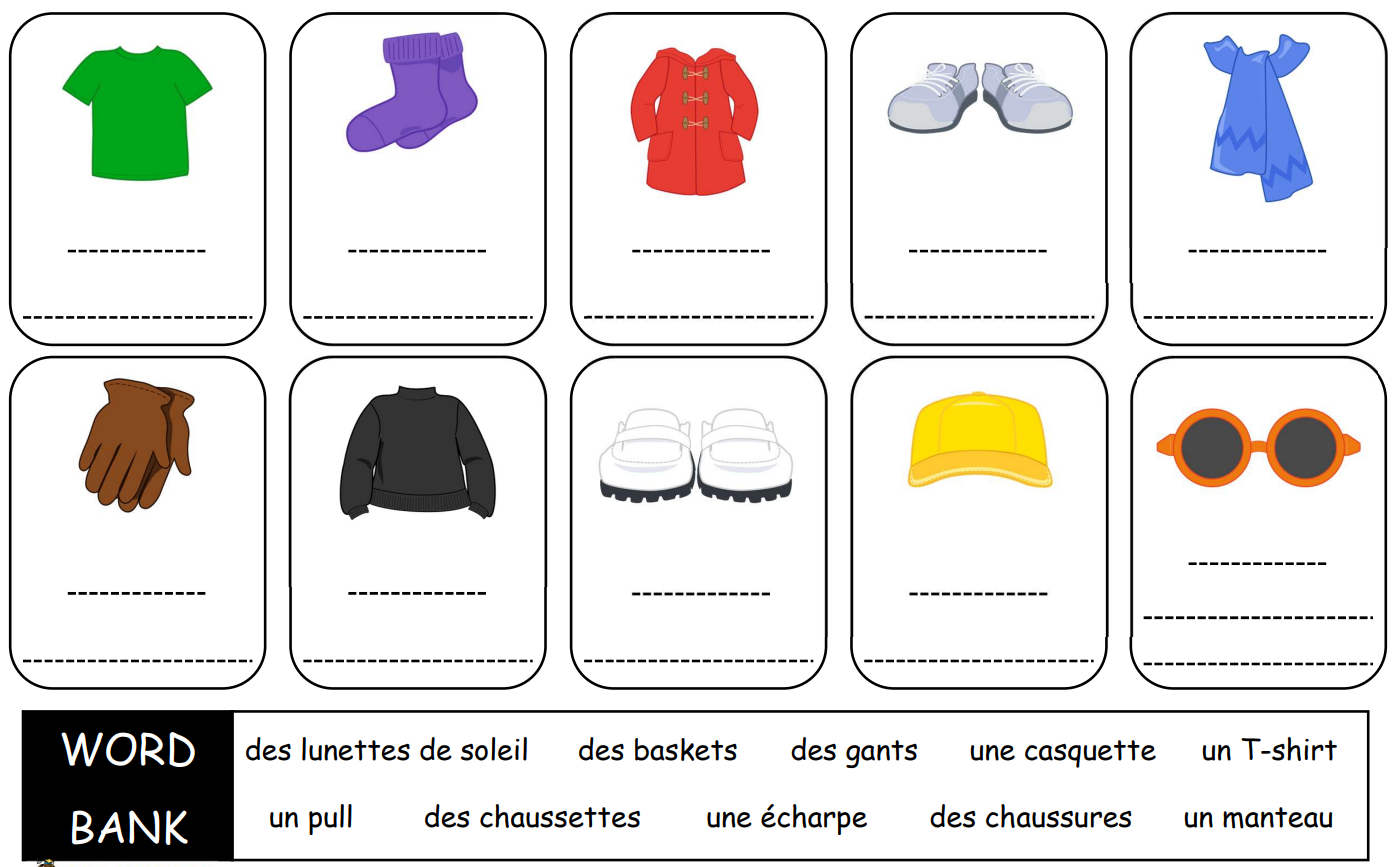 WORD
BANK
des lunettes de soleil des baskets des gants une casquette un T-shirt
un pull des chaussettes une écharpe des chaussures un manteau